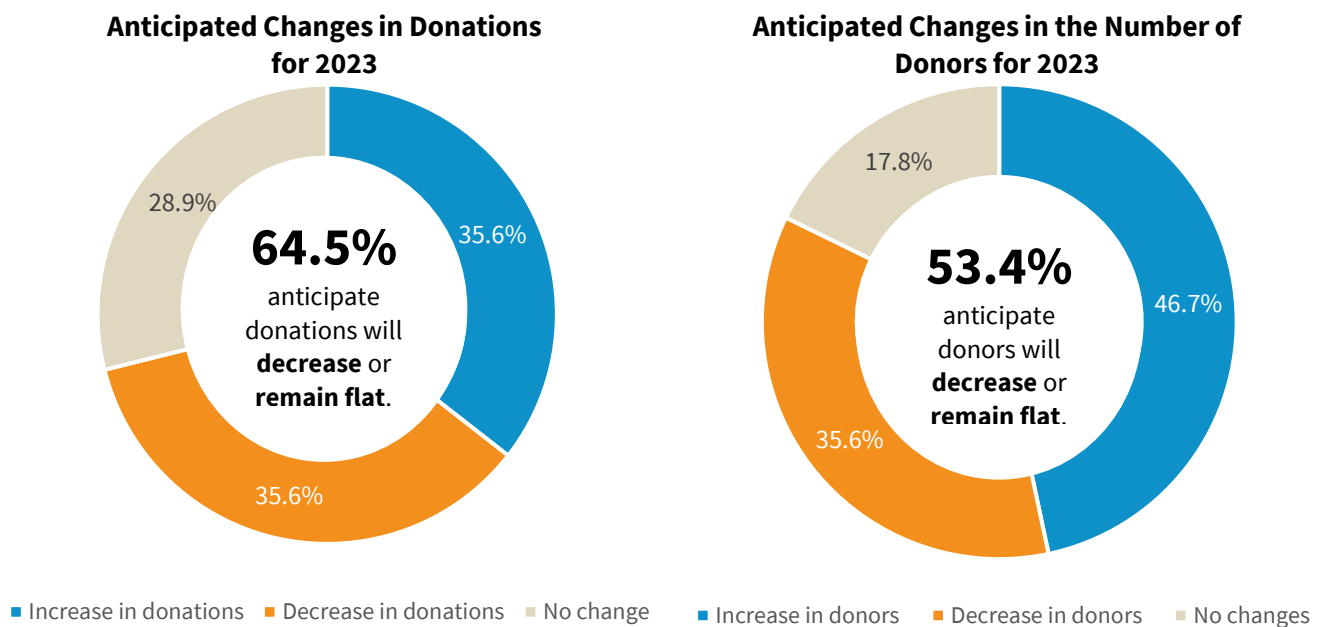 Anticipated Changes in Donations
for 2023
28.9%
35.6%
35.6%
64.5%
anticipate
donations will
decrease or
remain flat.
Increase in donations Decrease in donations No change
Anticipated Changes in the Number of
Donors for 2023
17.8%
46.7%
35.6%
53.4%
anticipate
donors will
decrease or
remain flat.
Increase in donors Decrease in donors No changes